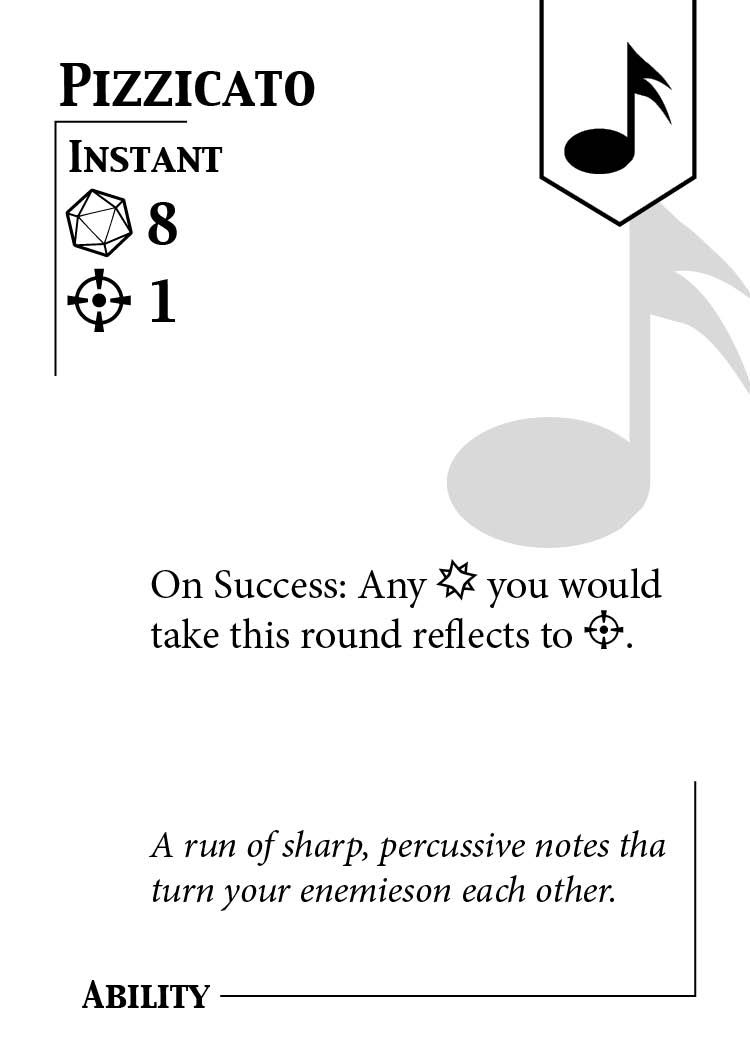 Pizzicato
Instant
8
1
On Success: Any you would
take this round reflects to .
A run of sharp, percussive notes tha
turn your enemieson each other.
Ability